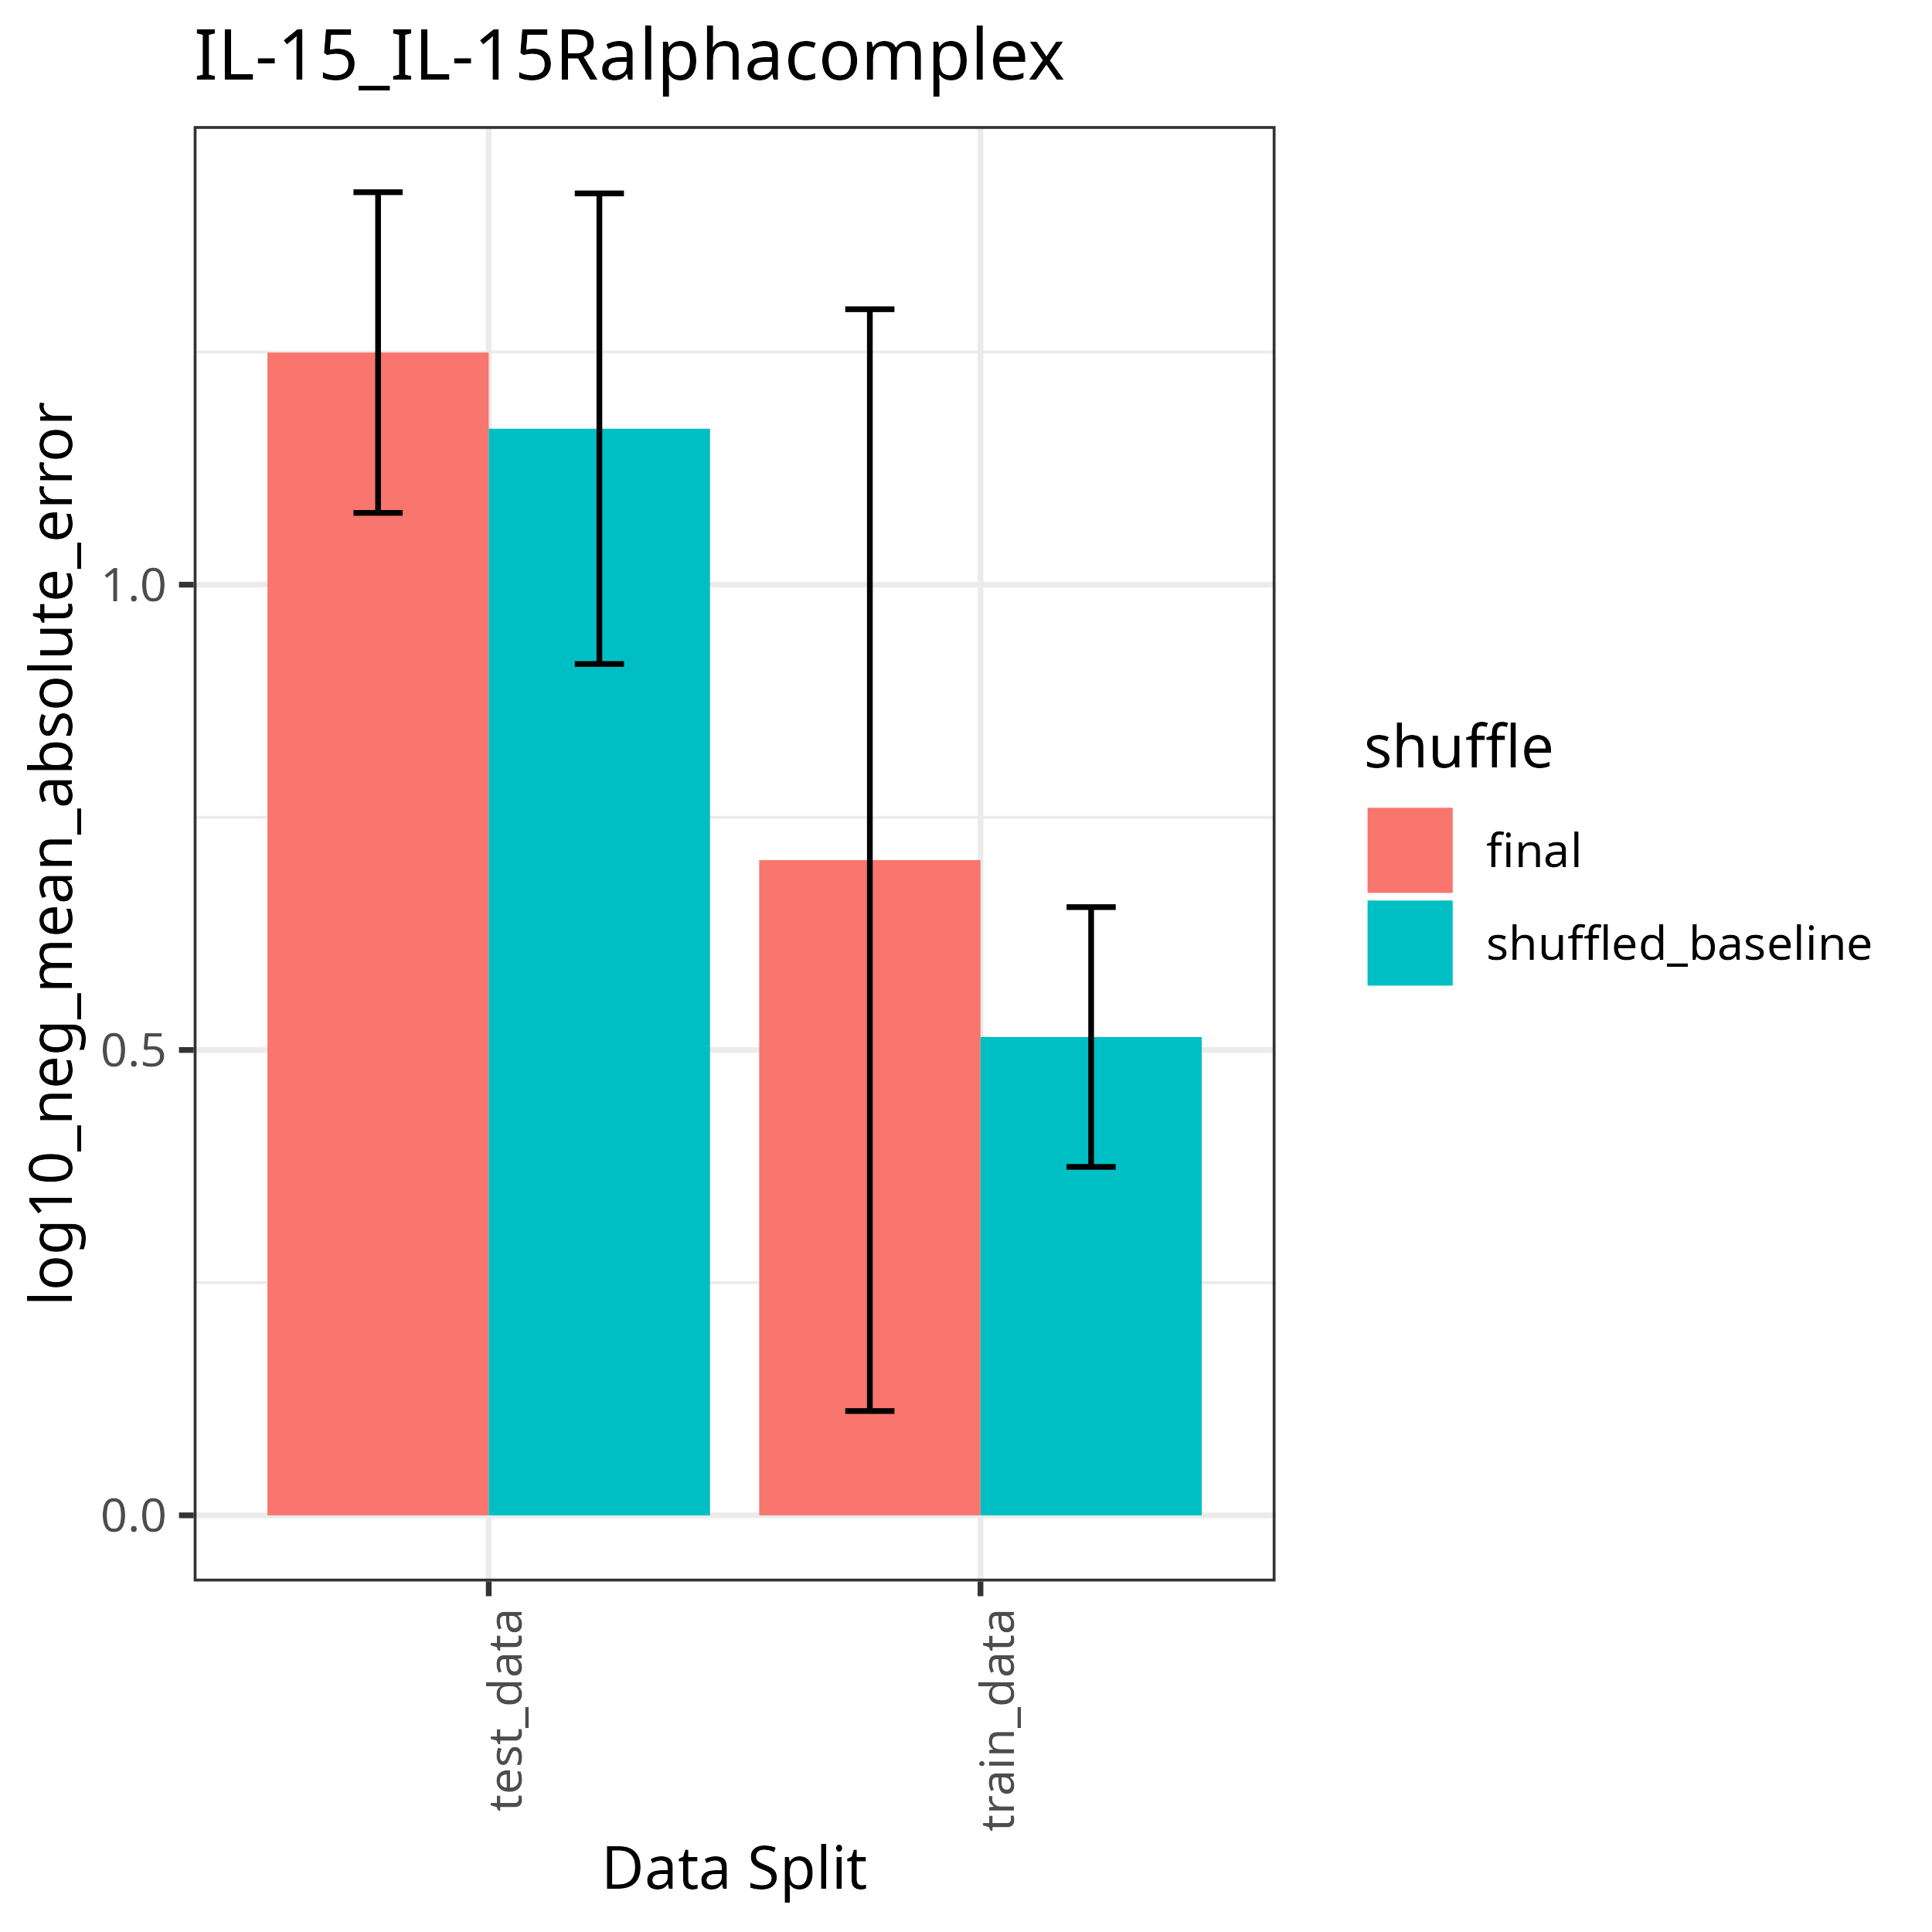 IL-15_IL-15Ralphacomplex
log10_neg_mean_absolute_error
1.0
0.5
0.0
test_data
train_data
Data Split
shuffle
final
shuffled_baseline